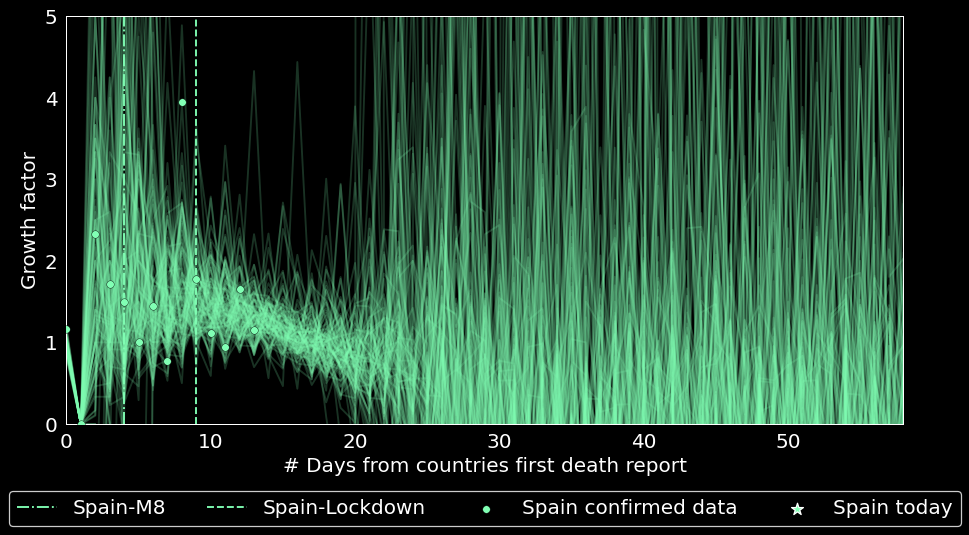 5
4
3
2
1
0
Growth factor
0 10 20 30 40 50
# Days from countries first death report
Spain-M8 Spain-Lockdown Spain confirmed data Spain today